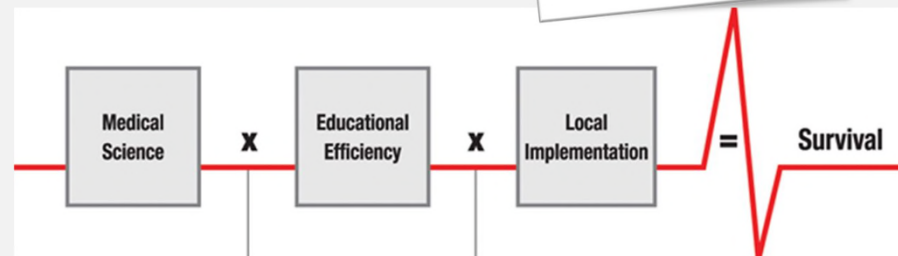 Medical
Science
x
Educational
Efficiency
x
Local
Implementation
=
Survival